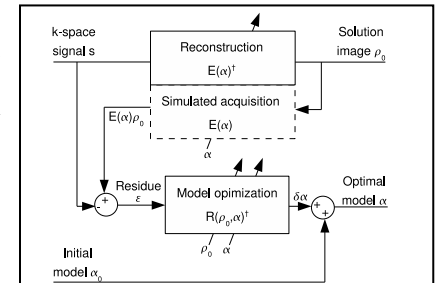 k-space
signal s
Reconstruction
E(α)†
Solution
image ρ₀
Simulated acquisition
E(α)
E(α)ρ₀
α
Residue
ε
- +
Model opimization
R(ρ₀,α)†
ρ₀ α
δα
+
+
Optimal
model α
Initial
model α₀